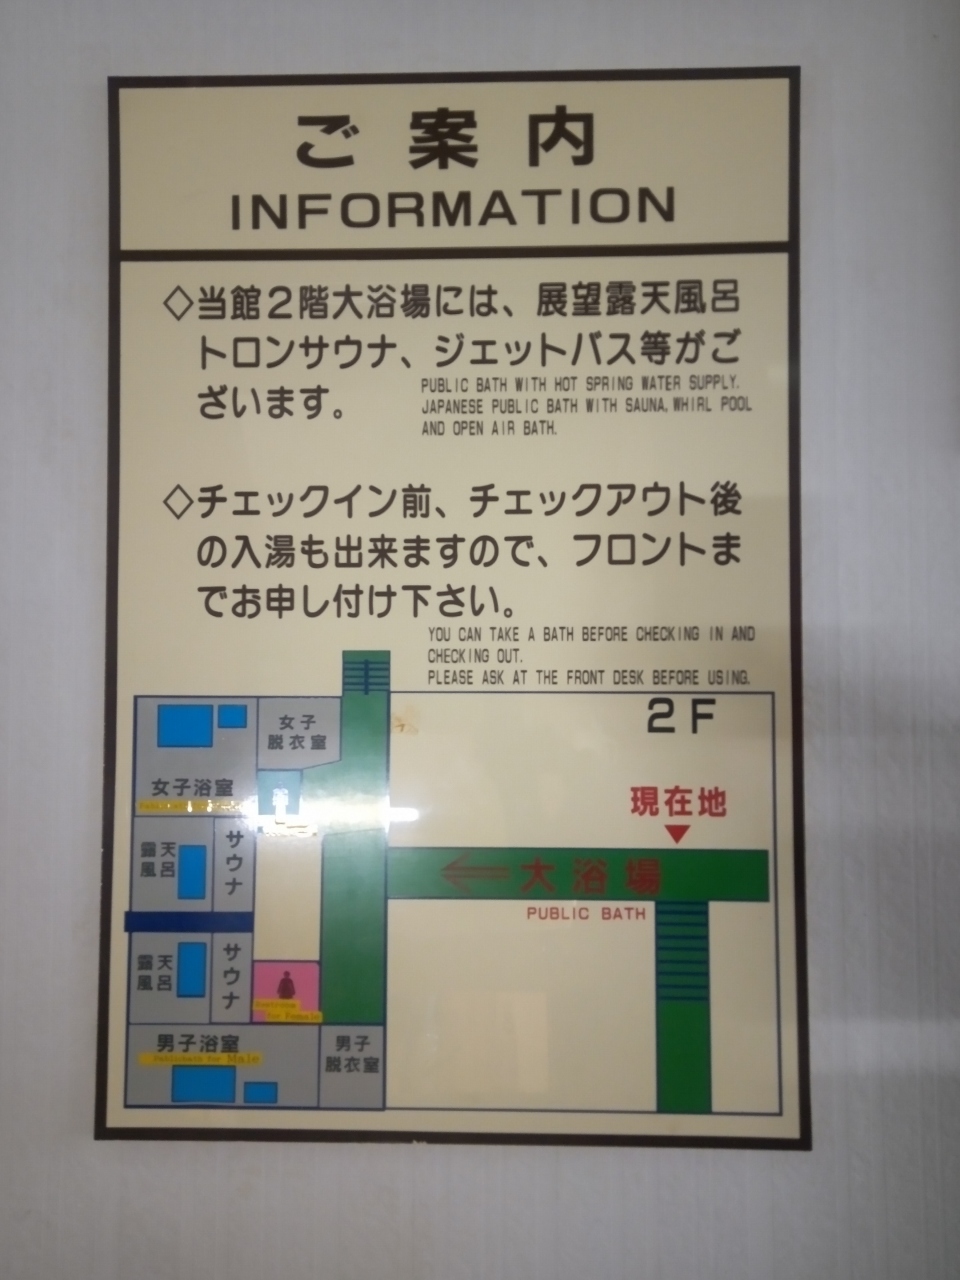 ご案内
INFORMATION
◇当館2階大浴場には、展望露天風呂
トロンサウナ、ジェットバス等がご
ざいます。
PUBLIC BATH WITH HOT SPRING WATER SUPPLY.
JAPANESE PUBLIC BATH WITH SAUNA, WHIRL POOL
AND OPEN AIR BATH.
◇チェックイン前、チェックアウト後
の入湯も出来ますので、フロントま
でお申し付け下さい。
YOU CAN TAKE A BATH BEFORE CHECKING IN AND
CHECKING OUT.
PLEASE ASK AT THE FRONT DESK BEFORE USING.
2F
女子
脱衣室
女子浴室
現在地
サウナ
露天
風呂
大浴場
PUBLIC BATH
サウナ
露天
風呂
Restroom
for Female
男子浴室
Publicbath for Male
男子
脱衣室